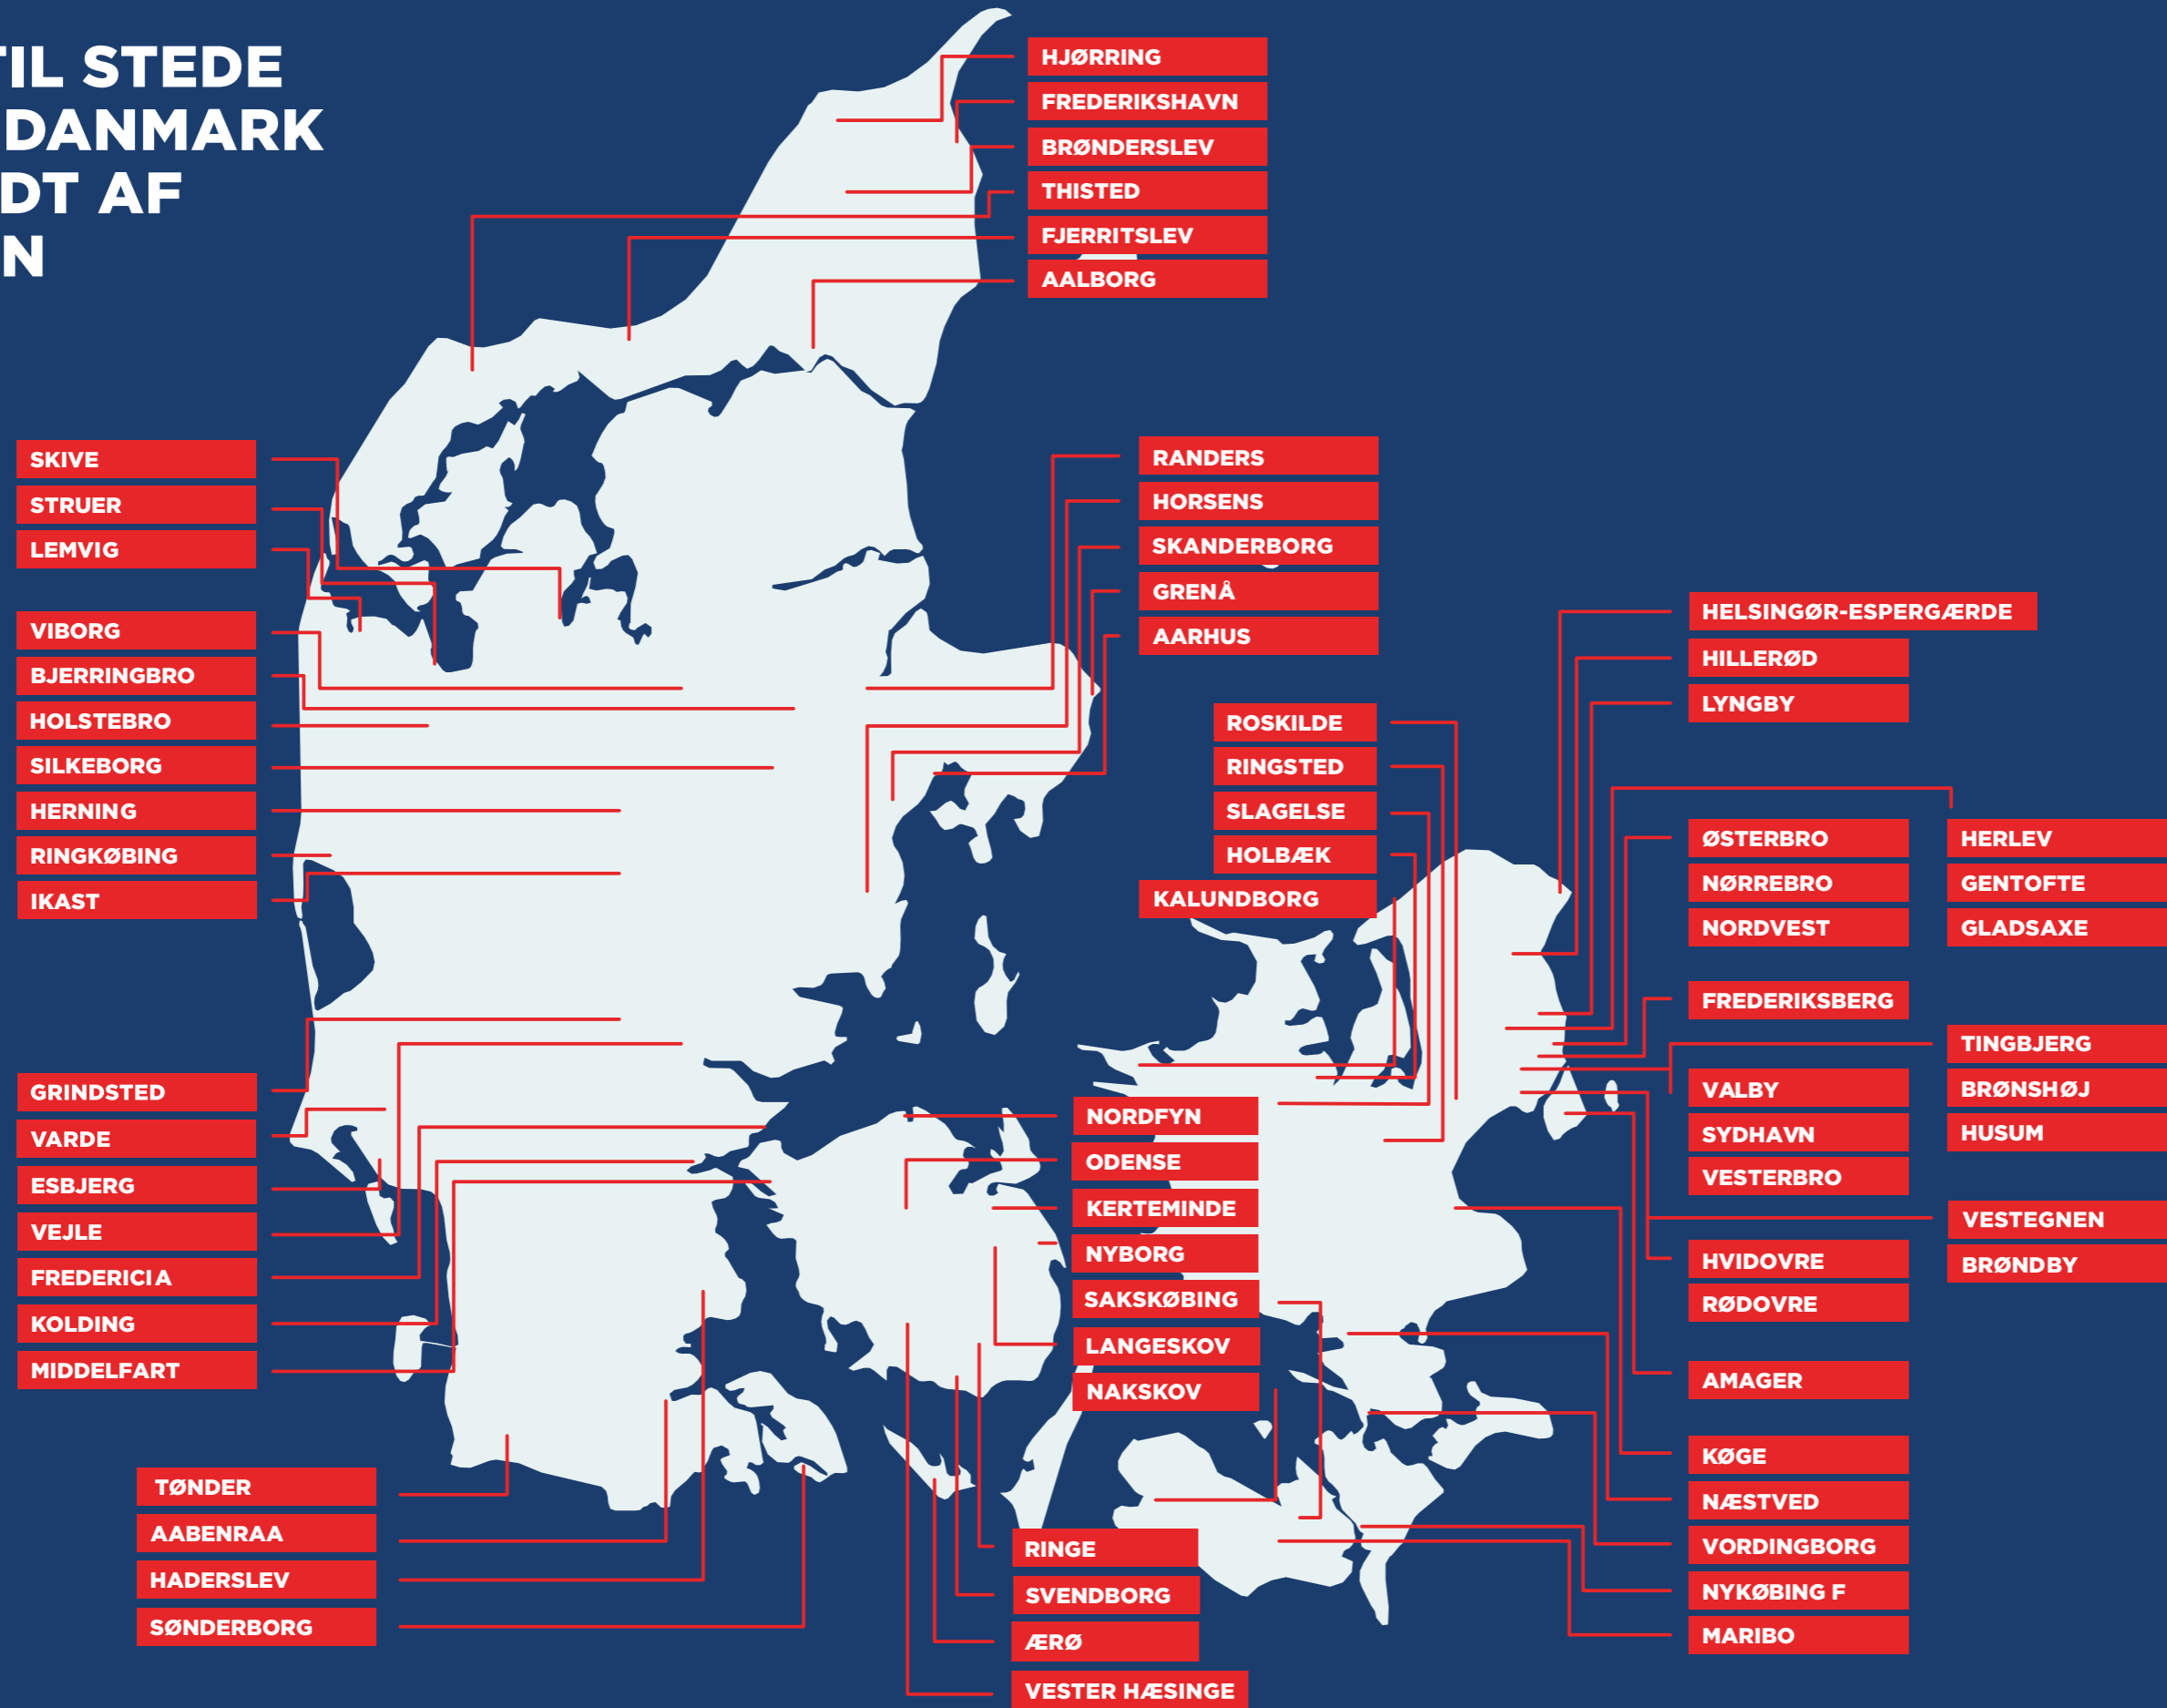 TIL STEDE
DANMARK
DT AF
N
HJØRRING
FREDERIKSHAVN
BRØNDERSLEV
THISTED
FJERRITSLEV
AALBORG
SKIVE
STRUER
LEMVIG
VIBORG
BJERRINGBRO
HOLSTEBRO
SILKEBORG
HERNING
RINGKØBING
IKAST
RANDERS
HORSENS
SKANDERBORG
GRENÅ
AARHUS
ROSKILDE
RINGSTED
SLAGELSE
HOLBÆK
KALUNDBORG
HELSINGØR-ESPERGÆRDE
HILLERØD
LYNGBY
ØSTERBRO
NØRREBRO
NORDVEST
HERLEV
GENTOFTE
GLADSAXE
FREDERIKSBERG
TINGBJERG
BRØNSHØJ
HUSUM
VALBY
SYDHAVN
VESTERBRO
VESTEGNEN
BRØNDBY
HVIDOVRE
RØDOVRE
AMAGER
KØGE
NÆSTVED
VORDINGBORG
NYKØBING F
MARIBO
GRINDSTED
VARDE
ESBJERG
VEJLE
FREDERICIA
KOLDING
MIDDELFART
NORDFYN
ODENSE
KERTEMINDE
NYBORG
SAKSKØBING
LANGESKOV
NAKSKOV
TØNDER
AABENRAA
HADERSLEV
SØNDERBORG
RINGE
SVENDBORG
ÆRØ
VESTER HÆSINGE